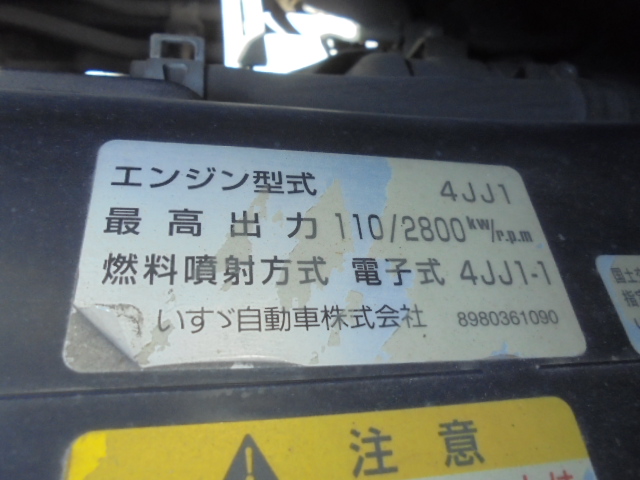 エンジン型式 4JJ1
最高出力 110/2800 kW/r.p.m
燃料噴射方式 電子式 4JJ1-1
いすゞ自動車株式会社 8980361090
注意